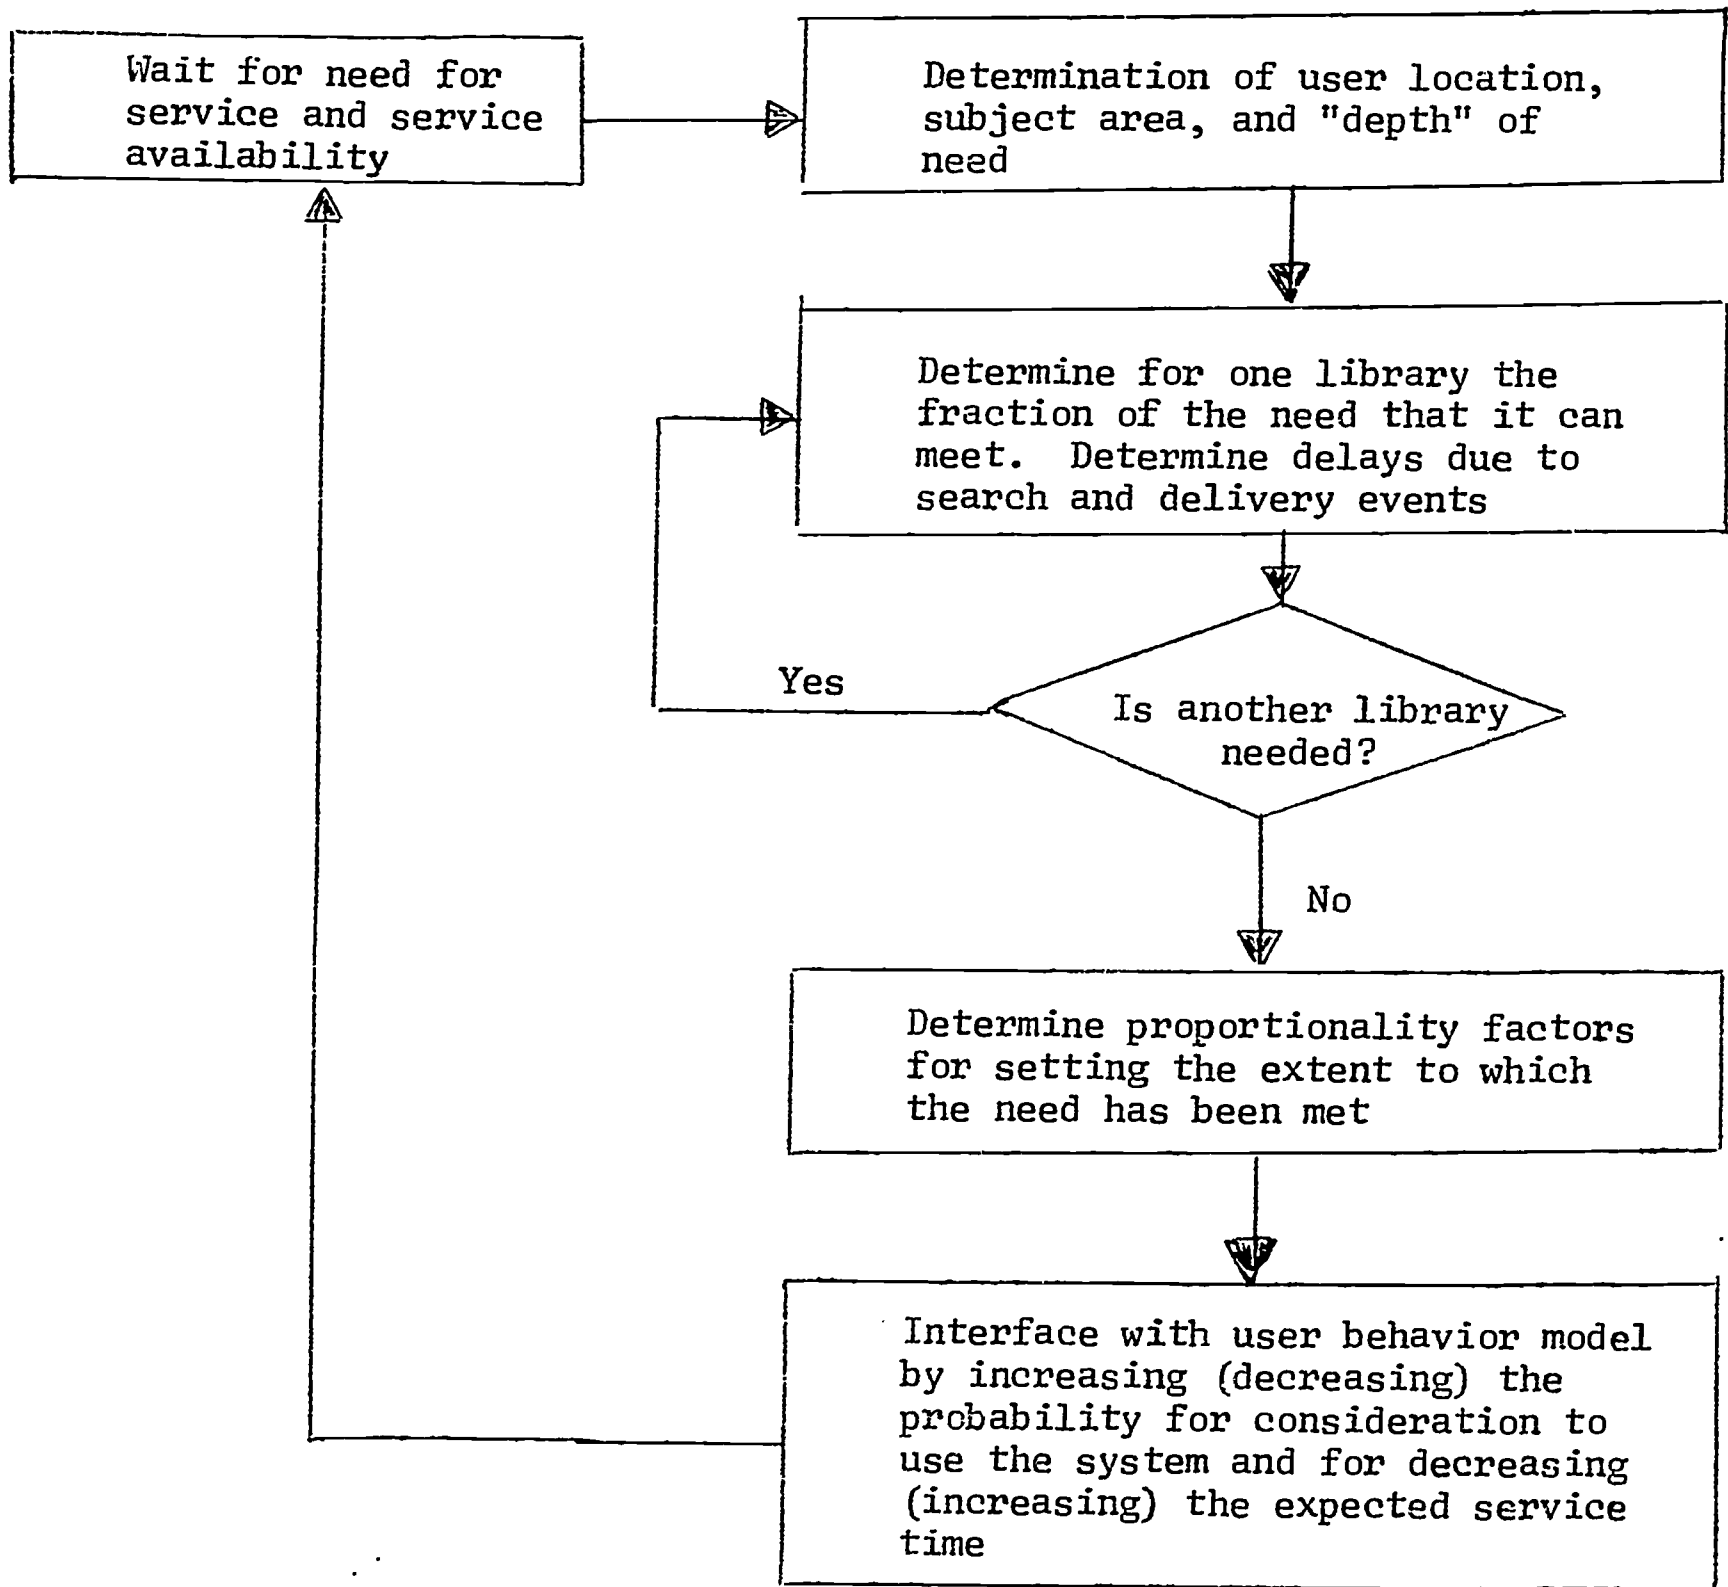 Wait for need for
service and service
availability
Determination of user location,
subject area, and "depth" of
need
Determine for one library the
fraction of the need that it can
meet.  Determine delays due to
search and delivery events
Yes
Is another library
needed?
No
Determine proportionality factors
for setting the extent to which
the need has been met
Interface with user behavior model
by increasing (decreasing) the
probability for consideration to
use the system and for decreasing
(increasing) the expected service
time